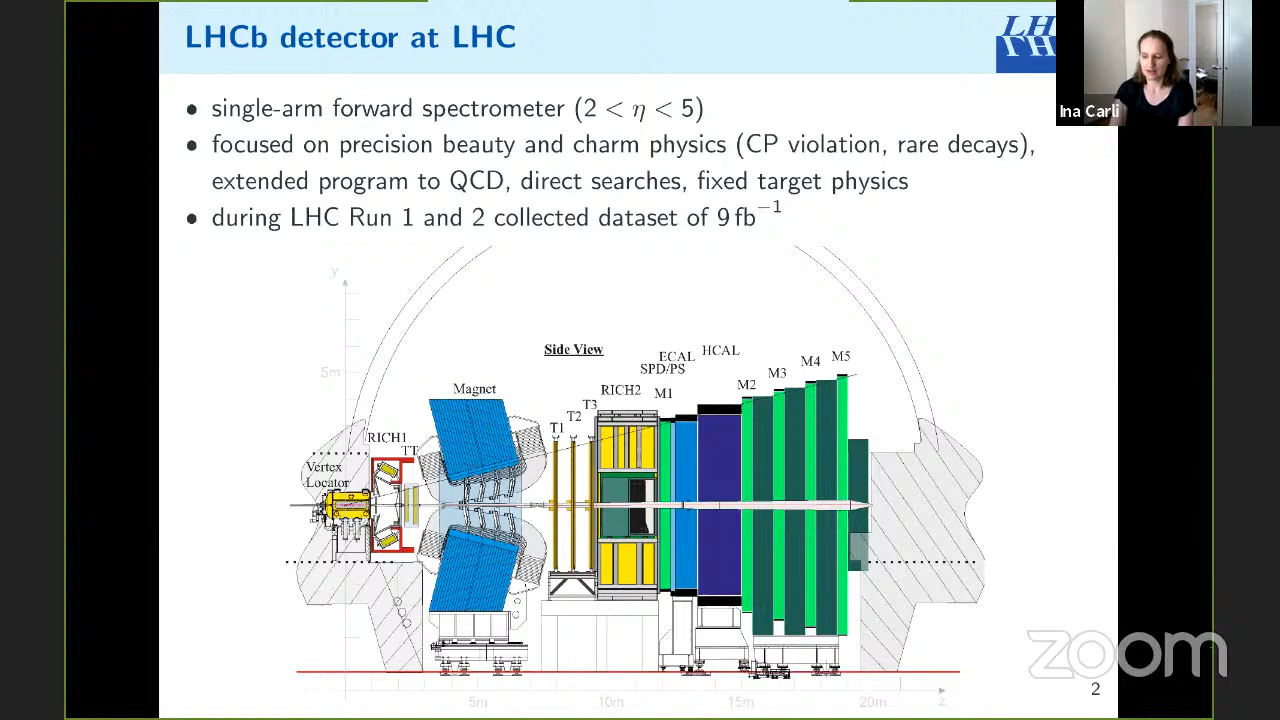 LHCb detector at LHC
LH
Ina Carli
• single-arm forward spectrometer (2 < η < 5)
• focused on precision beauty and charm physics (CP violation, rare decays),
extended program to QCD, direct searches, fixed target physics
• during LHC Run 1 and 2 collected dataset of 9 fb⁻¹
y
5m
Side View
Magnet
RICH1
TT
Vertex
Locator
T1
T2
T3
RICH2
SPD/PS
ECAL
M1
HCAL
M2
M3
M4
M5
5m
10m
15m
20m
z
zoom
2